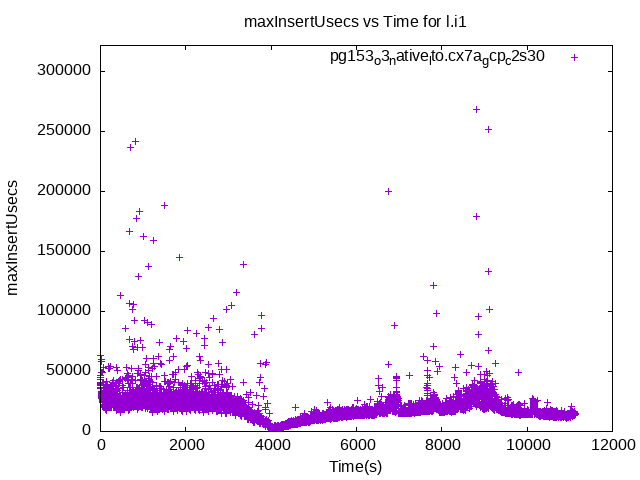 maxInsertUsecs vs Time for l.i1
pg153_o3_native_lto.cx7a_gcp_c2s30
300000
250000
200000
150000
100000
50000
0
maxInsertUsecs
0 2000 4000 6000 8000 10000 12000
Time(s)